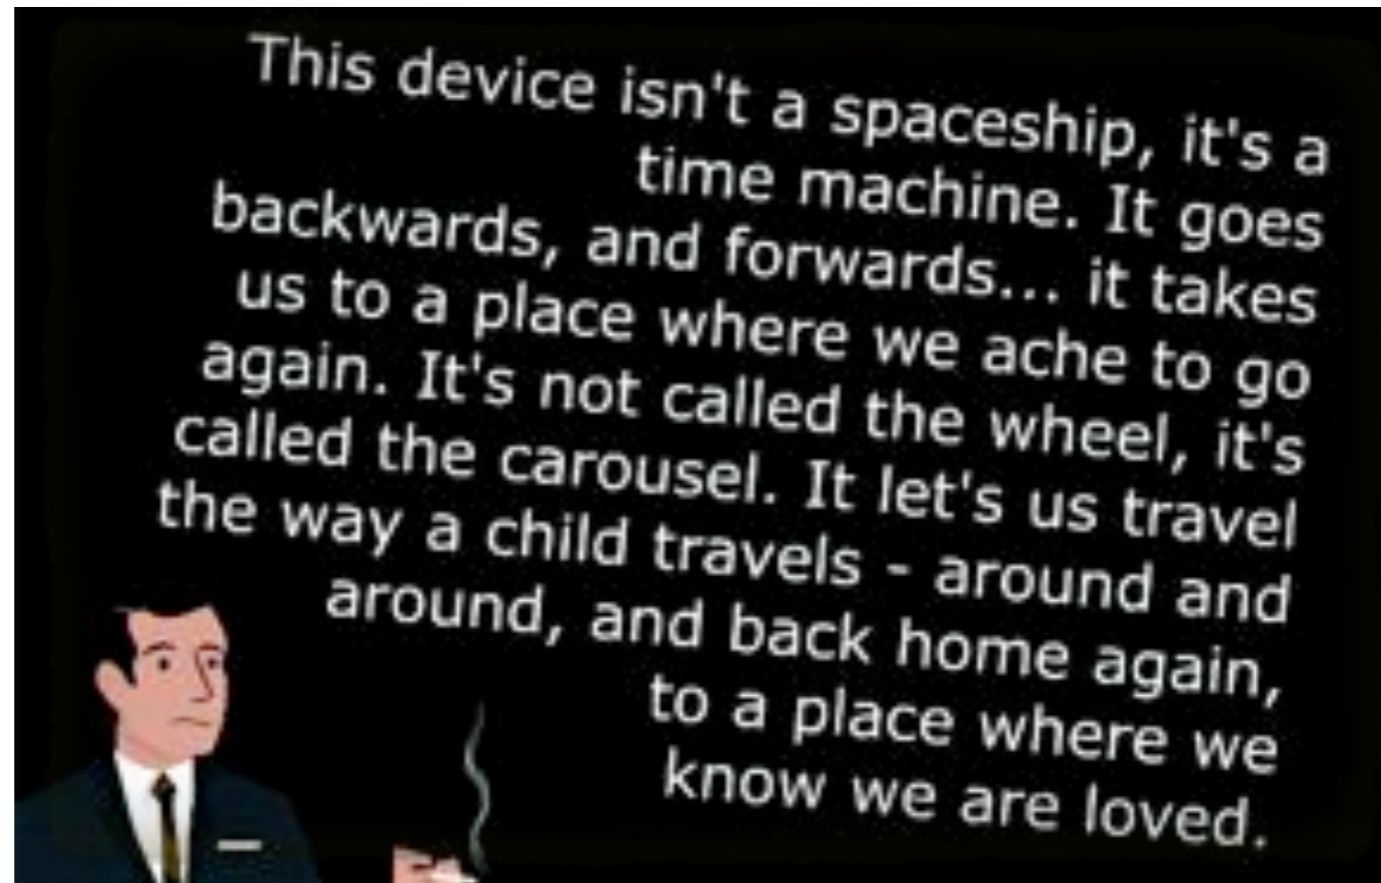 This device isn't a spaceship, it's a
time machine. It goes
backwards, and forwards... it takes
us to a place where we ache to go
again. It's not called the wheel, it's
called the carousel. It let's us travel
the way a child travels - around and
around, and back home again,
to a place where we
know we are loved.